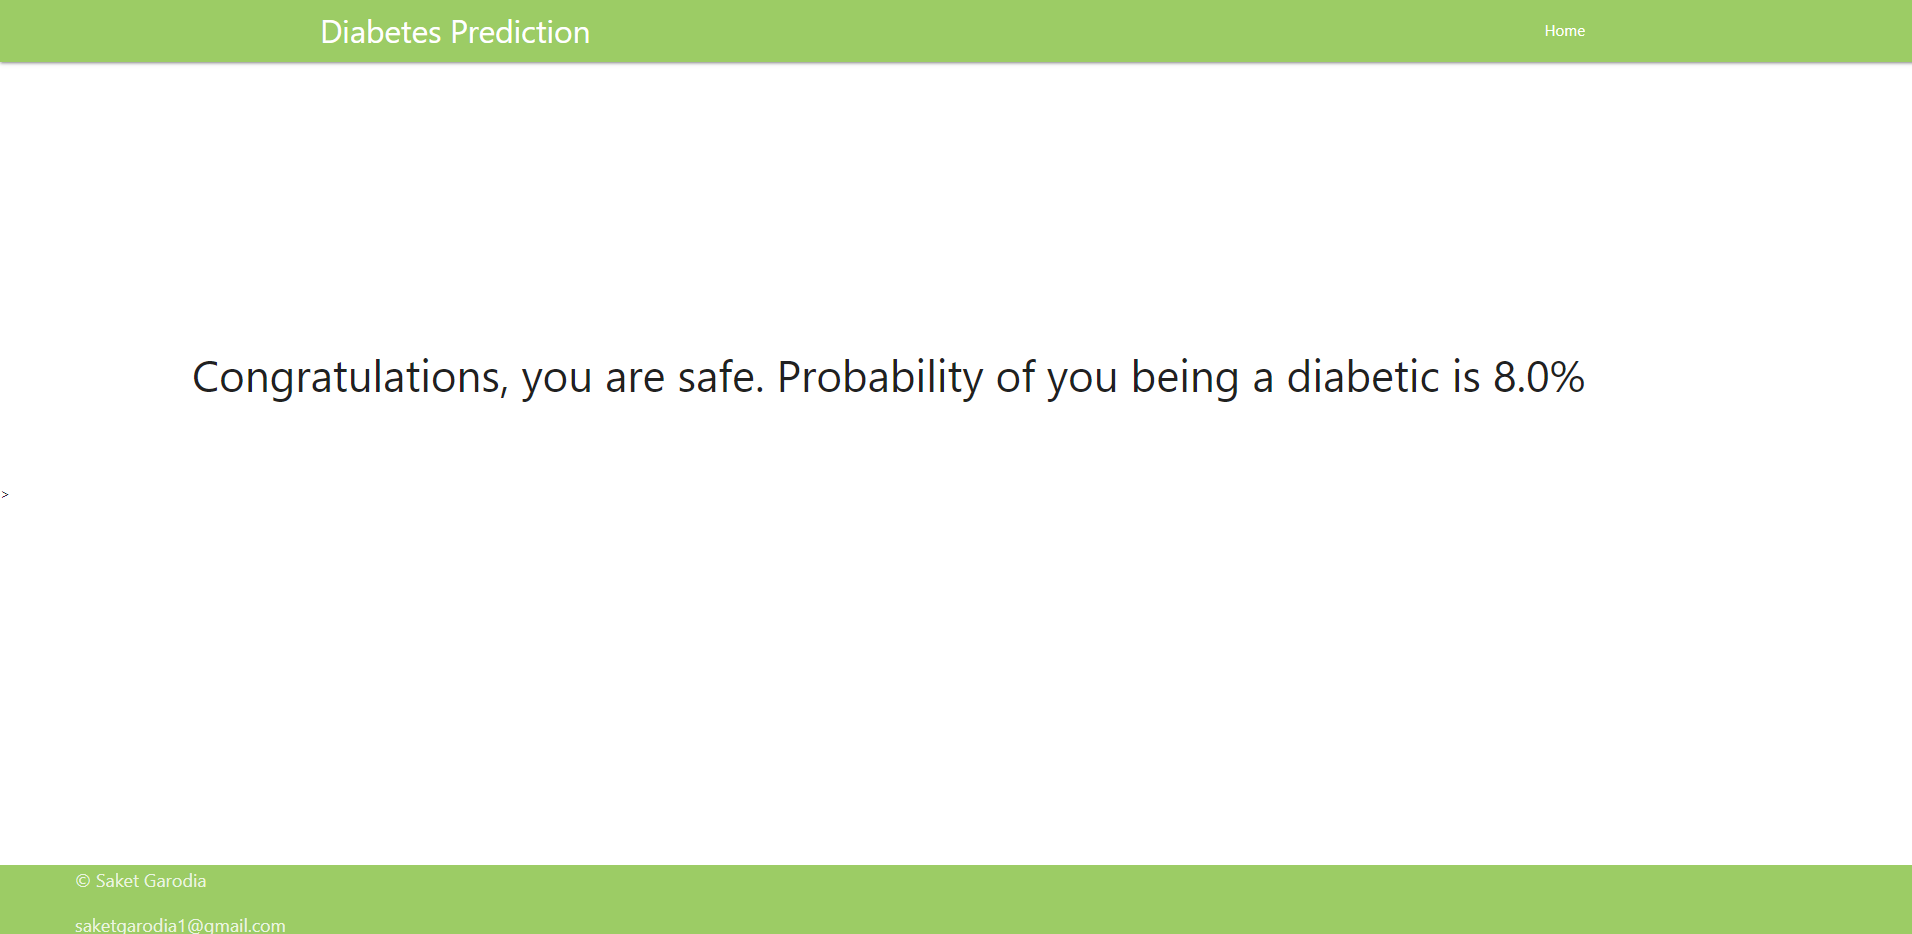 Diabetes Prediction
Home
Congratulations, you are safe. Probability of you being a diabetic is 8.0%
>
© Saket Garodia
saketgarodia1@gmail.com